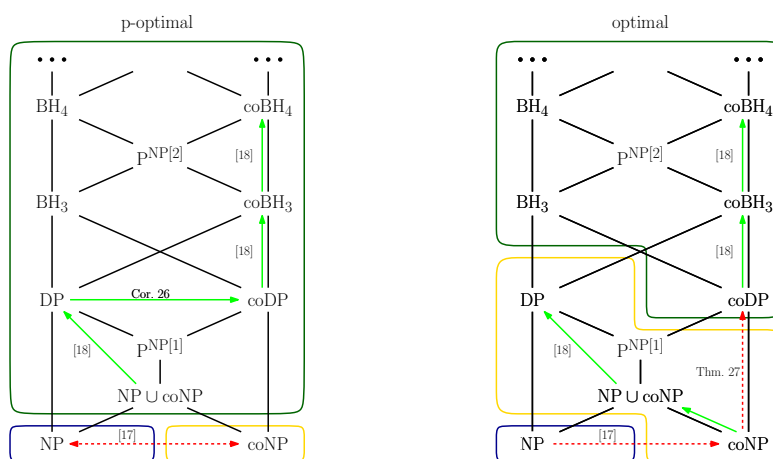 p-optimal
optimal
• • •
• • •
• • •
• • •
BH₄
coBH₄
BH₄
coBH₄
[18]
[18]
P^NP[2]
P^NP[2]
BH₃
coBH₃
BH₃
coBH₃
[18]
[18]
DP
Cor. 26
coDP
DP
coDP
[18]
P^NP[1]
[18]
P^NP[1]
Thm. 27
NP ∪ coNP
NP ∪ coNP
NP
[17]
coNP
NP
[17]
coNP